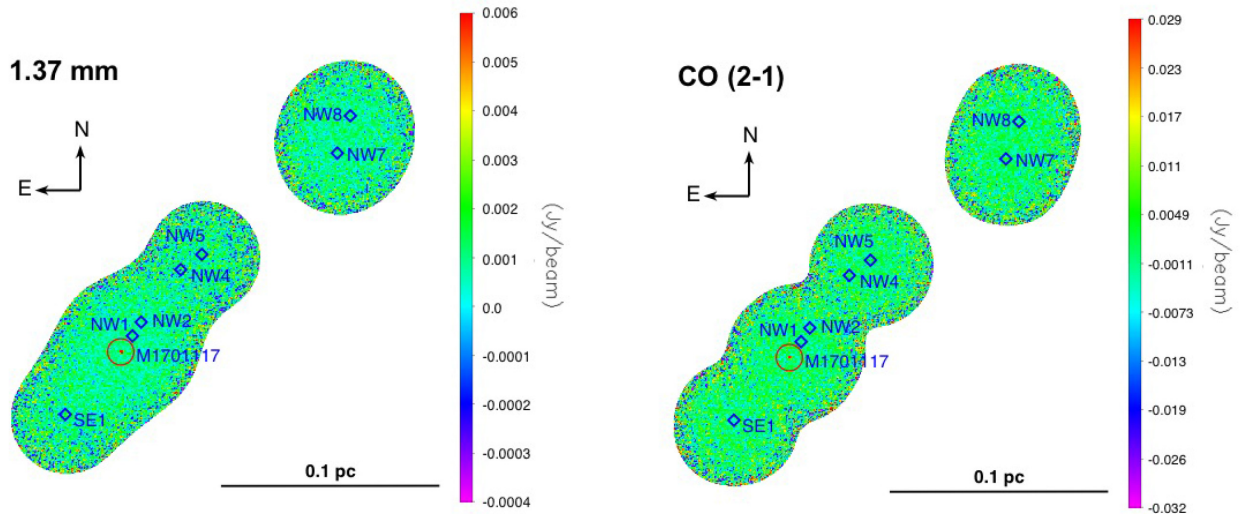 1.37 mm
N
E
NW8
NW7
NW5
NW4
NW1
NW2
M1701117
SE1
0.1 pc
0.006
0.005
0.004
0.003
0.002
0.001
0.0
-0.0001
-0.0002
-0.0003
-0.0004
(Jy/beam)
CO (2-1)
N
E
NW8
NW7
NW5
NW4
NW1
NW2
M1701117
SE1
0.1 pc
0.029
0.023
0.017
0.011
0.0049
-0.0011
-0.0073
-0.013
-0.019
-0.026
-0.032
(Jy/beam)